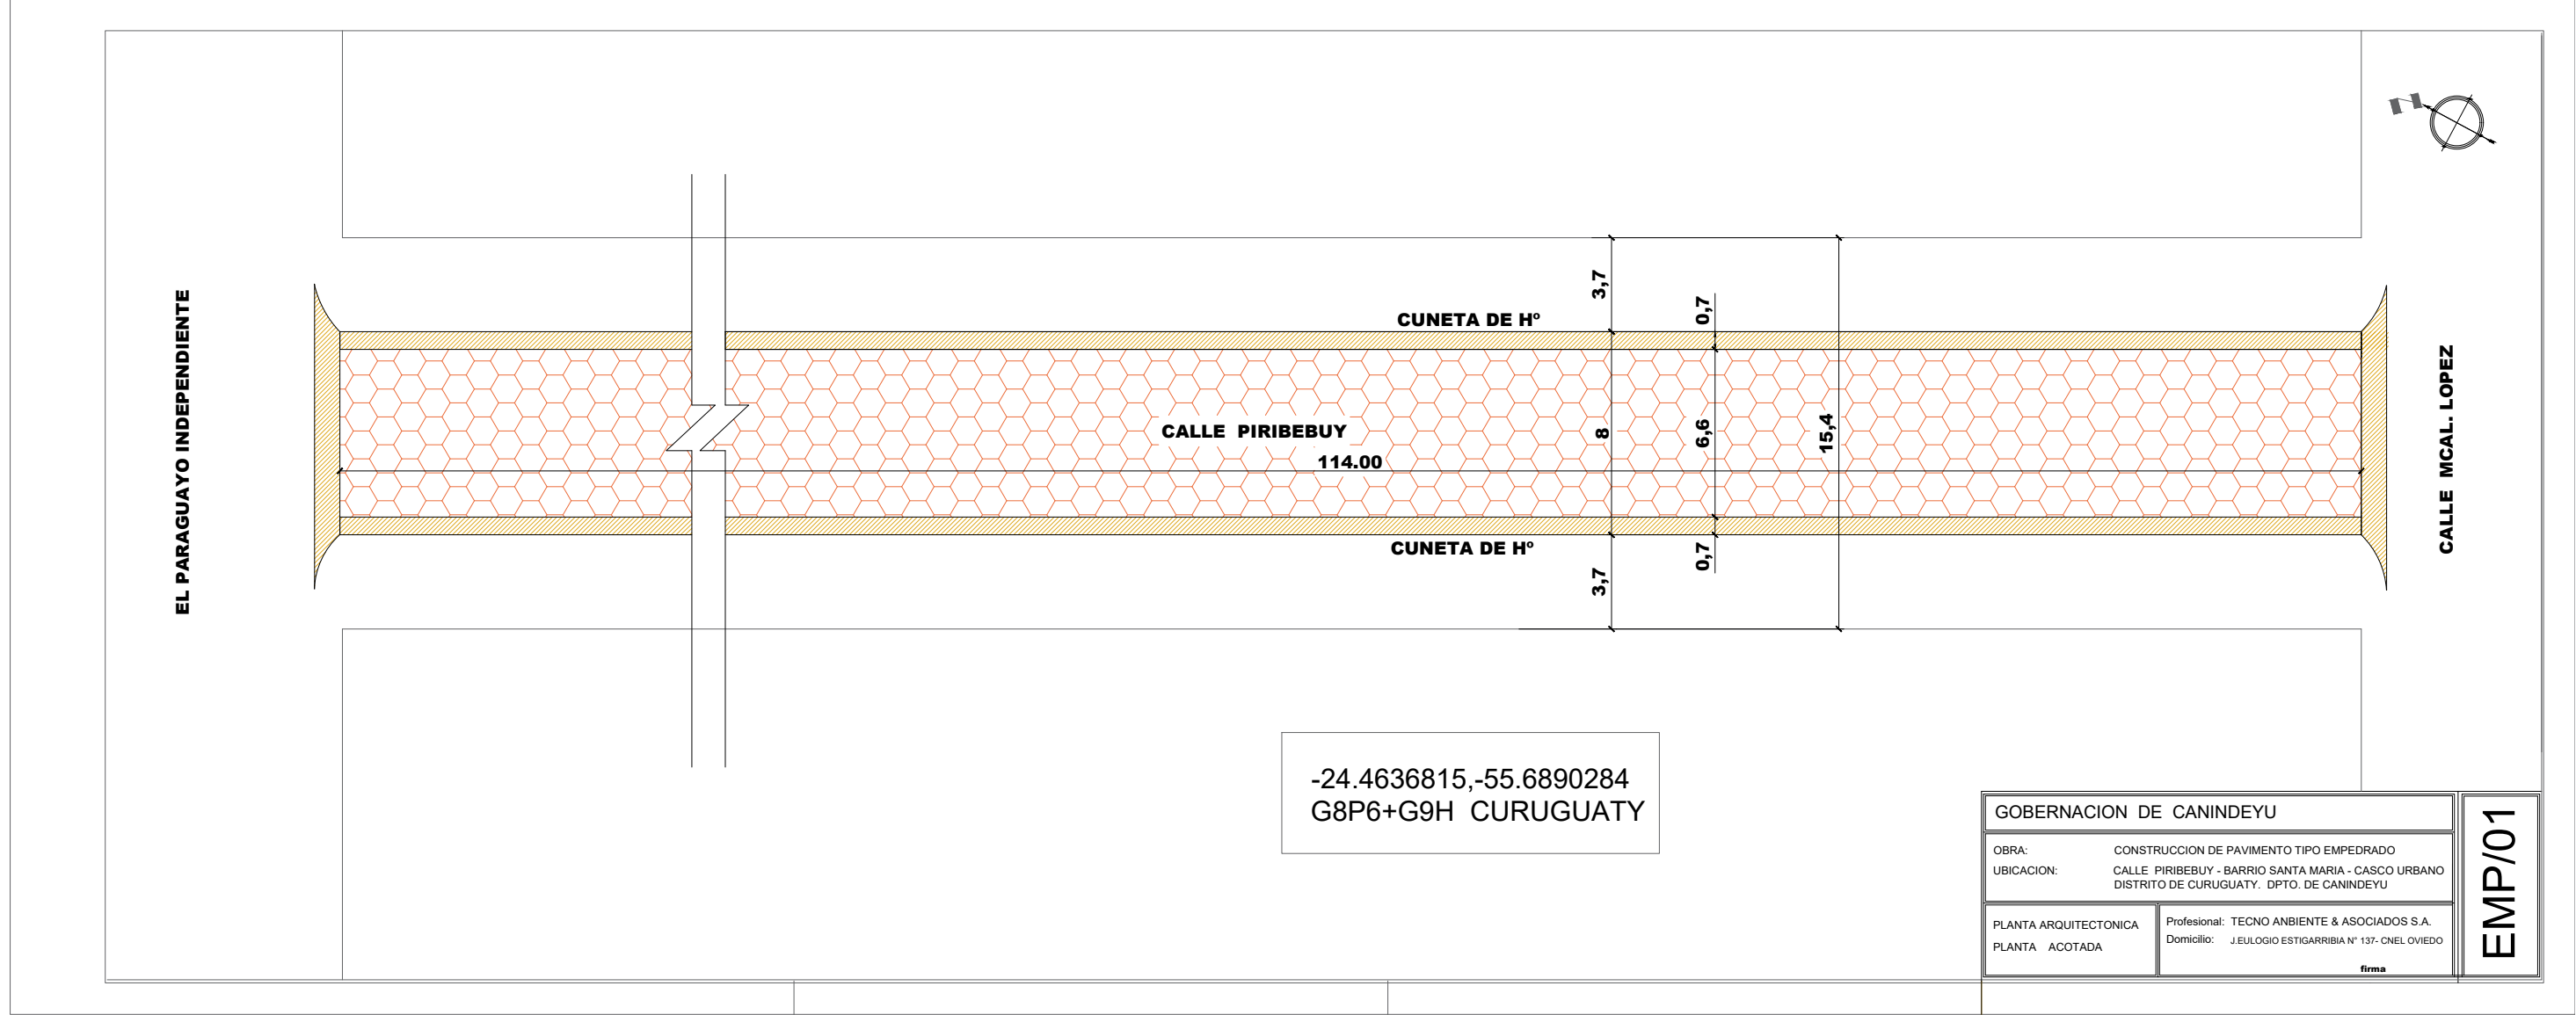 EL PARAGUAYO INDEPENDIENTE
CUNETA DE Hº
3,7
0,7
CALLE PIRIBEBUY
114.00
8
6,6
15,4
CUNETA DE Hº
3,7
0,7
CALLE MCAL. LOPEZ
N
-24.4636815,-55.6890284
G8P6+G9H CURUGUATY
GOBERNACION DE CANINDEYU
OBRA: CONSTRUCCION DE PAVIMENTO TIPO EMPEDRADO
UBICACION: CALLE PIRIBEBUY - BARRIO SANTA MARIA - CASCO URBANO
DISTRITO DE CURUGUATY. DPTO. DE CANINDEYU
PLANTA ARQUITECTONICA
PLANTA ACOTADA
Profesional: TECNO ANBIENTE & ASOCIADOS S.A.
Domicilio: J.EULOGIO ESTIGARRIBIA N° 137- CNEL OVIEDO
firma
EMP/01